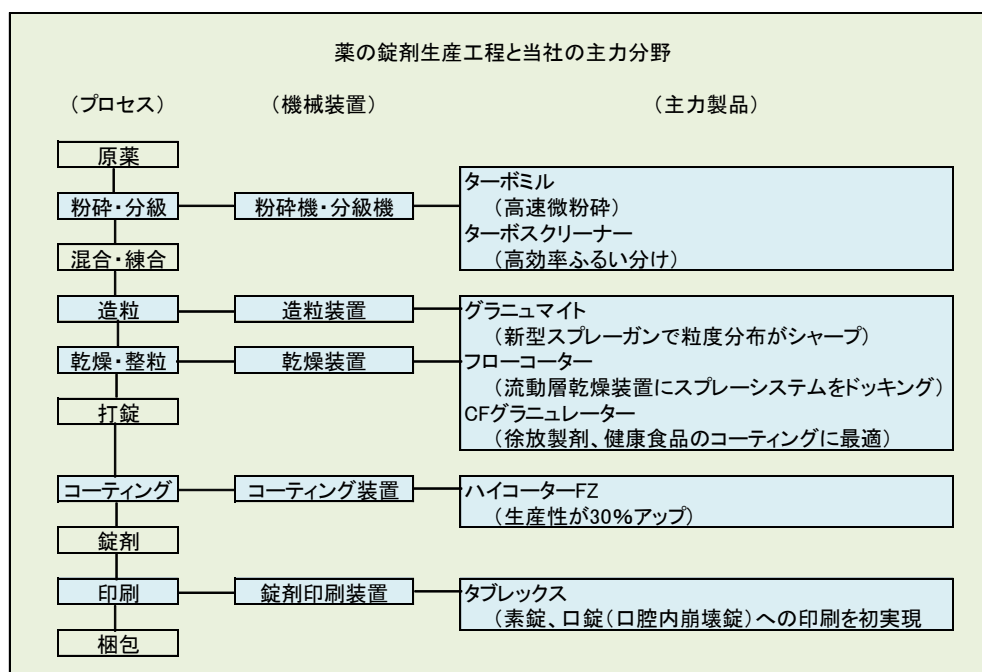 薬の錠剤生産工程と当社の主力分野
（プロセス）
（機械装置）
（主力製品）
原薬
粉砕・分級
粉砕機・分級機
ターボミル
（高速微粉砕）
ターボスクリーナー
（高効率ふるい分け）
混合・練合
造粒
造粒装置
グラニュマイト
（新型スプレーガンで粒度分布がシャープ）
乾燥・整粒
乾燥装置
フローコーター
（流動層乾燥装置にスプレーシステムをドッキング）
打錠
CFグラニュレーター
（徐放製剤、健康食品のコーティングに最適）
コーティング
コーティング装置
ハイコーターFZ
（生産性が30%アップ）
錠剤
印刷
錠剤印刷装置
タブレックス
（素錠、口錠（口腔内崩壊錠）への印刷を初実現
梱包